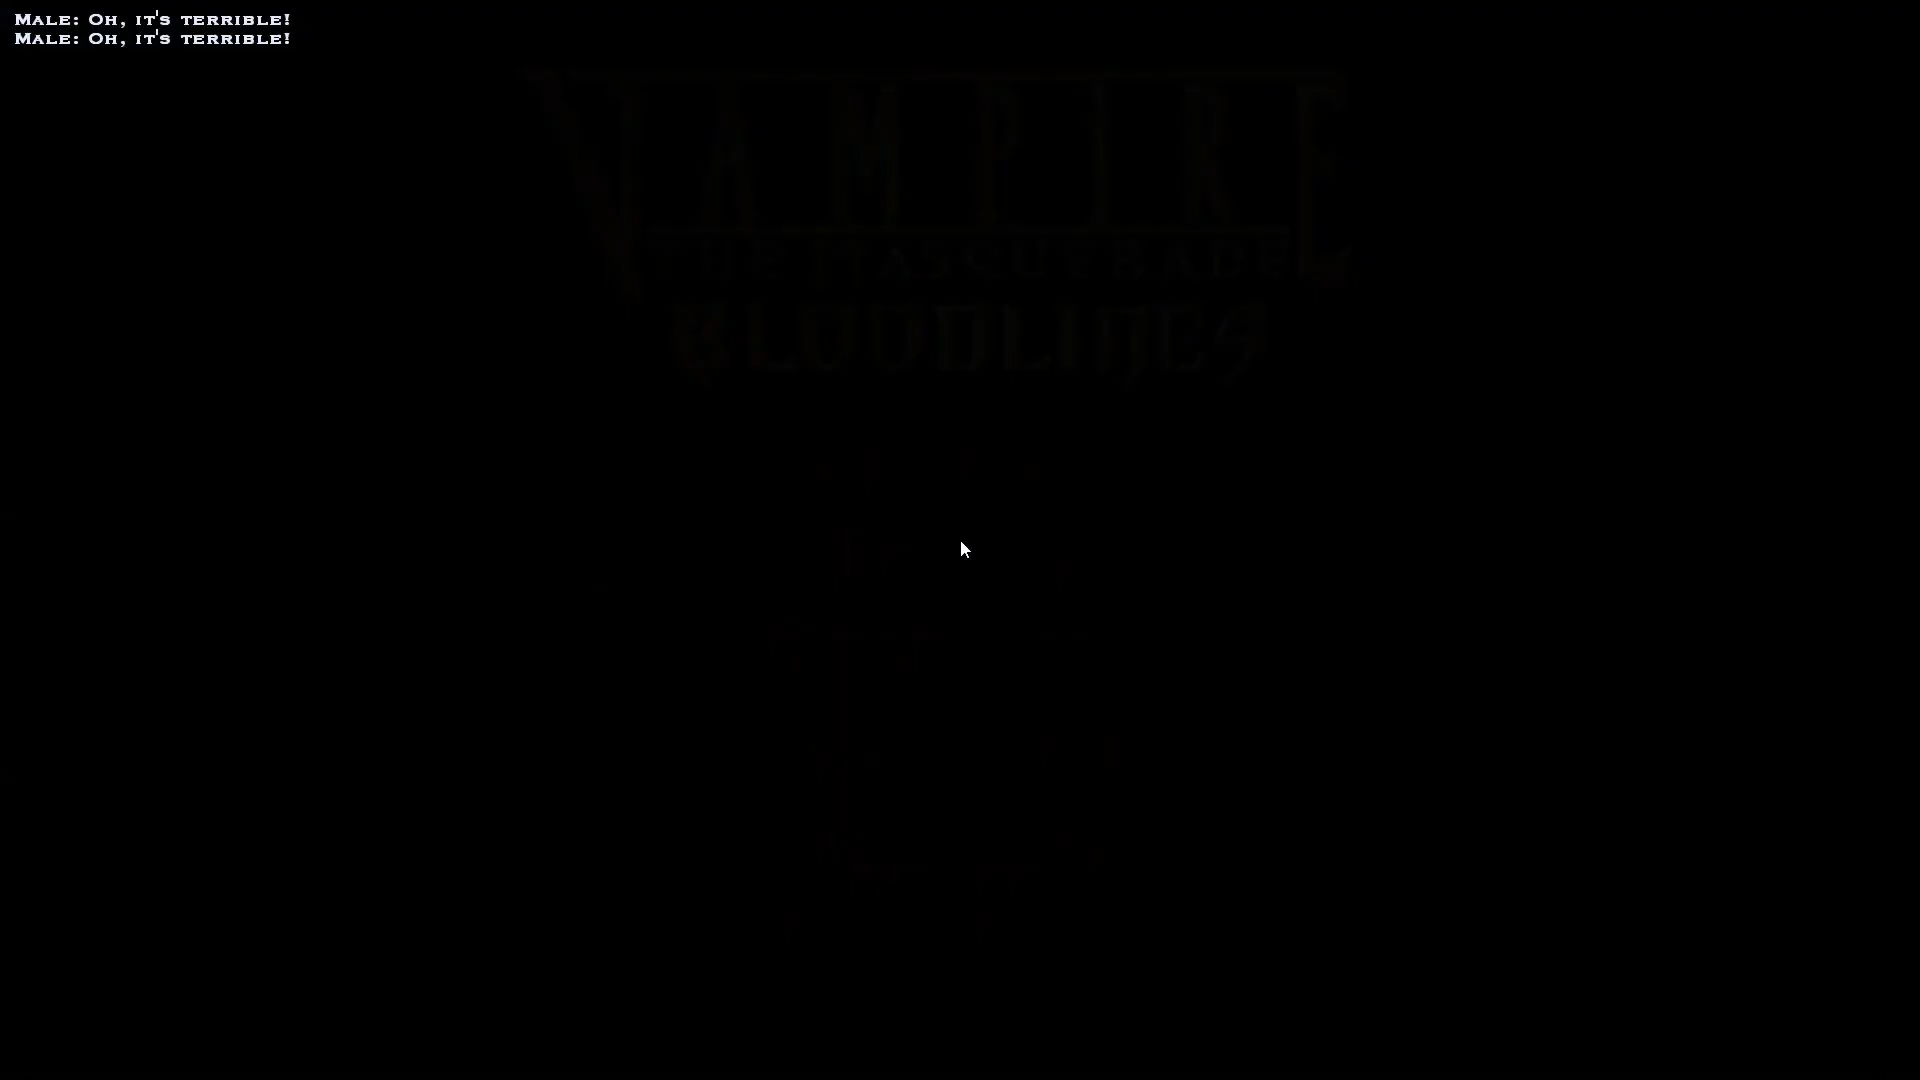 Male: Oh, it's terrible!
Male: Oh, it's terrible!
VAMPIRE
THE MASQUERADE
BLOODLINES